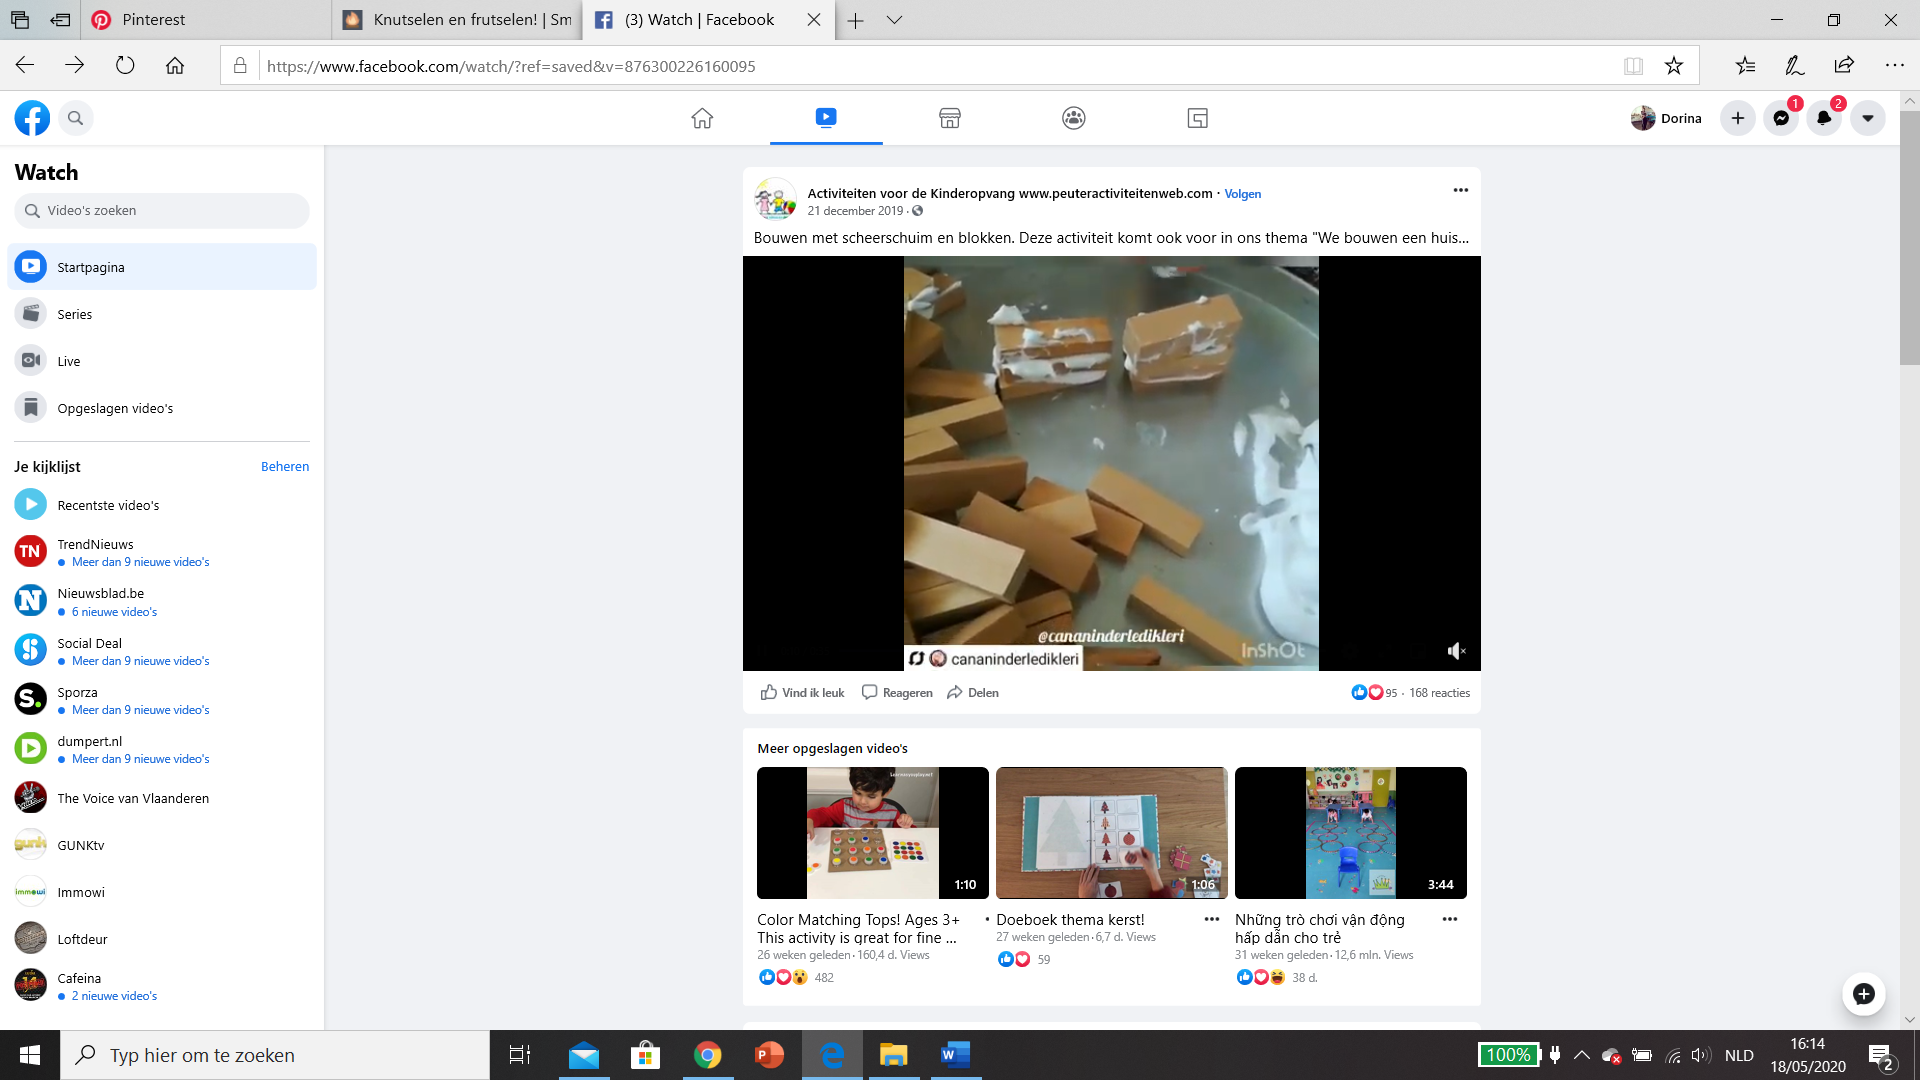 Pinterest
Knutselen en frutselen! | Sm
(3) Watch | Facebook
https://www.facebook.com/watch/?ref=saved&v=876300226160095
Dorina
1
2
Watch
Video's zoeken
Startpagina
Series
Live
Opgeslagen video's
Je kijklijst
Beheren
Recentste video's
TN
TrendNieuws
Meer dan 9 nieuwe video's
N
Nieuwsblad.be
6 nieuwe video's
Social Deal
Meer dan 9 nieuwe video's
S.
Sporza
Meer dan 9 nieuwe video's
dumpert.nl
Meer dan 9 nieuwe video's
The Voice van Vlaanderen
gunk
GUNKtv
immowi
Immowi
Loftdeur
Cafeina
2 nieuwe video's
Activiteiten voor de Kinderopvang www.peuteractiviteitenweb.com · Volgen
21 december 2019 ·
Bouwen met scheerschuim en blokken. Deze activiteit komt ook voor in ons thema "We bouwen een huis...
@cananinderledikleri
InShOt
cananinderledikleri
Vind ik leuk
Reageren
Delen
95 · 168 reacties
Meer opgeslagen video's
1:10
1:06
3:44
Color Matching Tops! Ages 3+
This activity is great for fine ...
26 weken geleden · 160,4 d. Views
482
Doeboek thema kerst!
27 weken geleden · 6,7 d. Views
59
Những trò chơi vận động
hấp dẫn cho trẻ
31 weken geleden · 12,6 mln. Views
38 d.
Typ hier om te zoeken
100%
NLD
16:14
18/05/2020
2